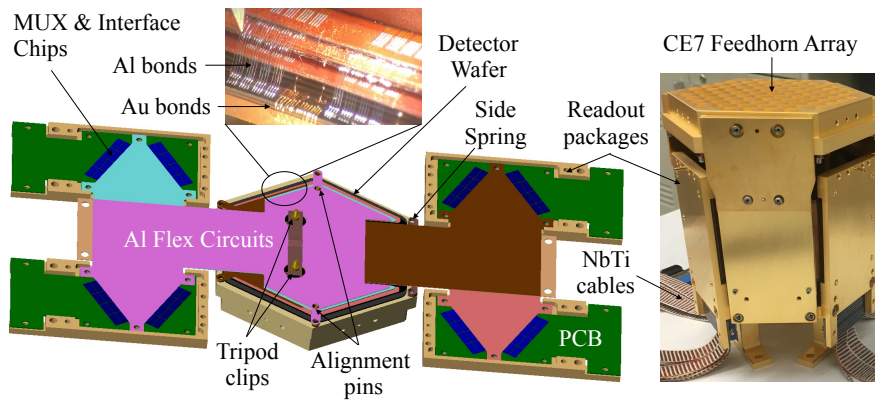 MUX & Interface
Chips
Al bonds
Au bonds
Detector
Wafer
Side
Spring
Readout
packages
CE7 Feedhorn Array
Al Flex Circuits
NbTi
cables
PCB
Tripod
clips
Alignment
pins